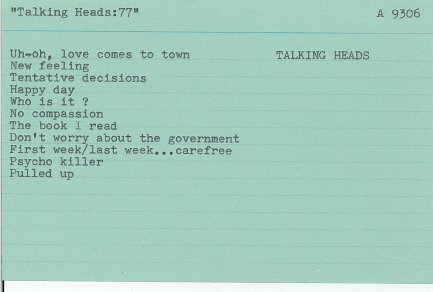 "Talking Heads:77" A 9306
Uh-oh, love comes to town TALKING HEADS
New feeling
Tentative decisions
Happy day
Who is it ?
No compassion
The book I read
Don't worry about the government
First week/last week...carefree
Psycho killer
Pulled up